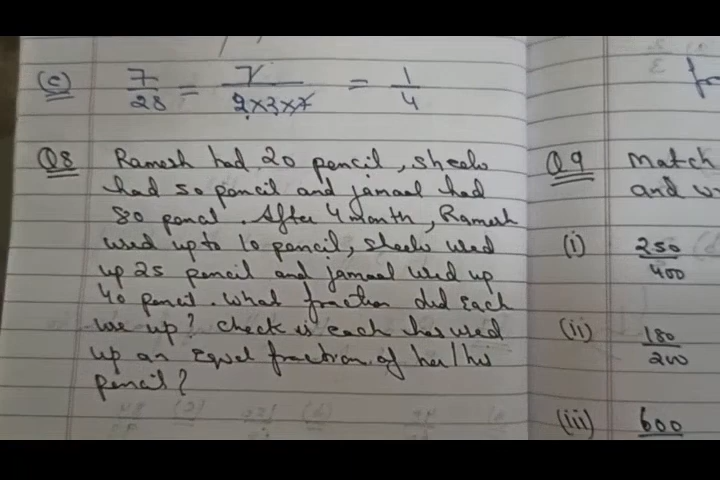 (c) 7/28 = 7/2×3×7 = 1/4
Q8 Ramesh had 20 pencil, Sheelu
had 50 pencil and jamaal had
80 pencil. After 4 month, Ramesh
used up to 10 pencil, Sheelu used
up 25 pencil and jamaal used up
40 pencil. What fraction did Each
use up? Check is each has used
up an Equal fraction of her/his
pencil?
Q9 Match
and
(i) 250/400
(ii) 180/200
(iii) 600